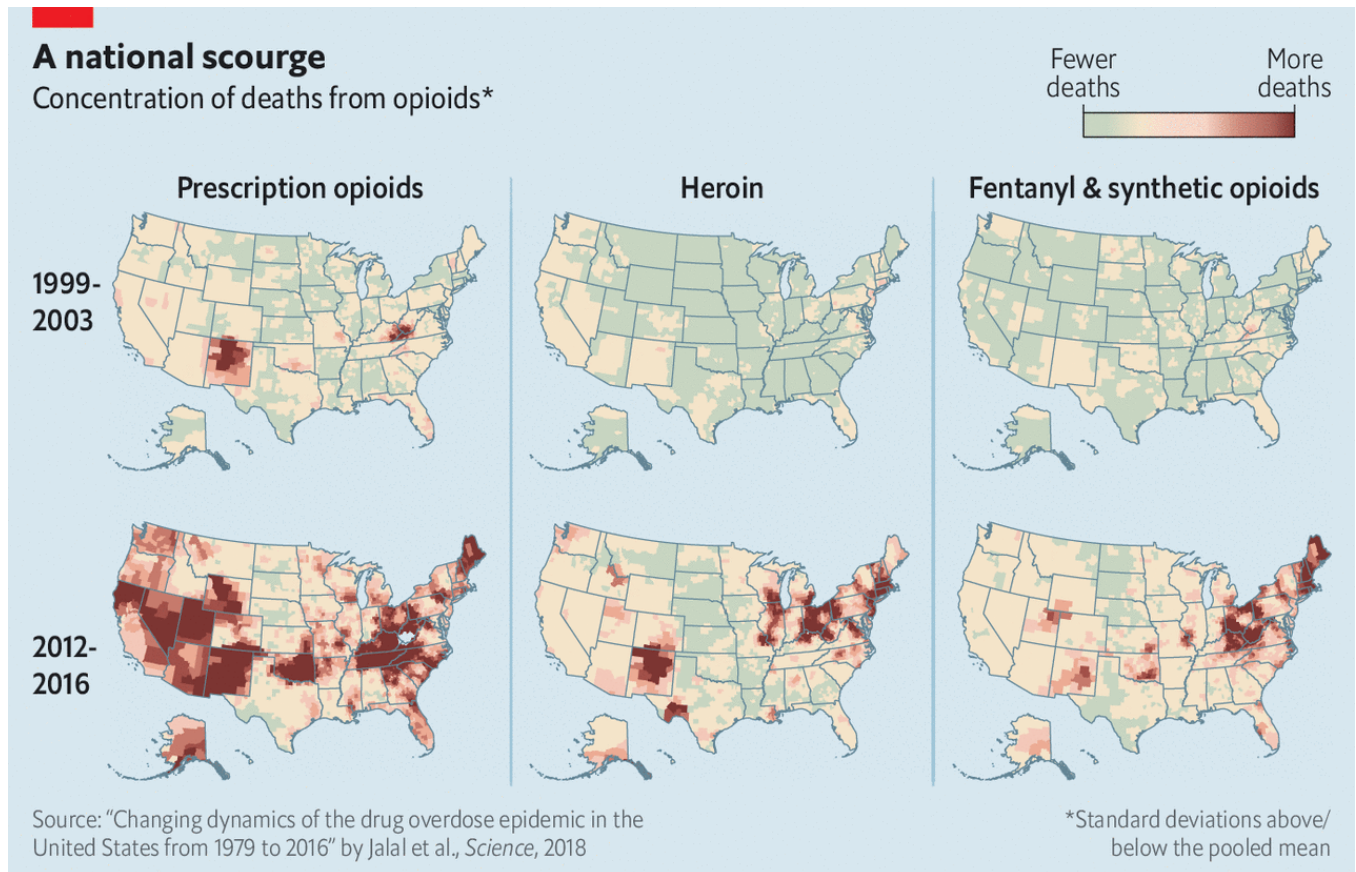 A national scourge
Concentration of deaths from opioids*
Fewer
deaths
More
deaths
Prescription opioids
Heroin
Fentanyl & synthetic opioids
1999-
2003
2012-
2016
Source: “Changing dynamics of the drug overdose epidemic in the
United States from 1979 to 2016” by Jalal et al., Science, 2018
*Standard deviations above/
below the pooled mean